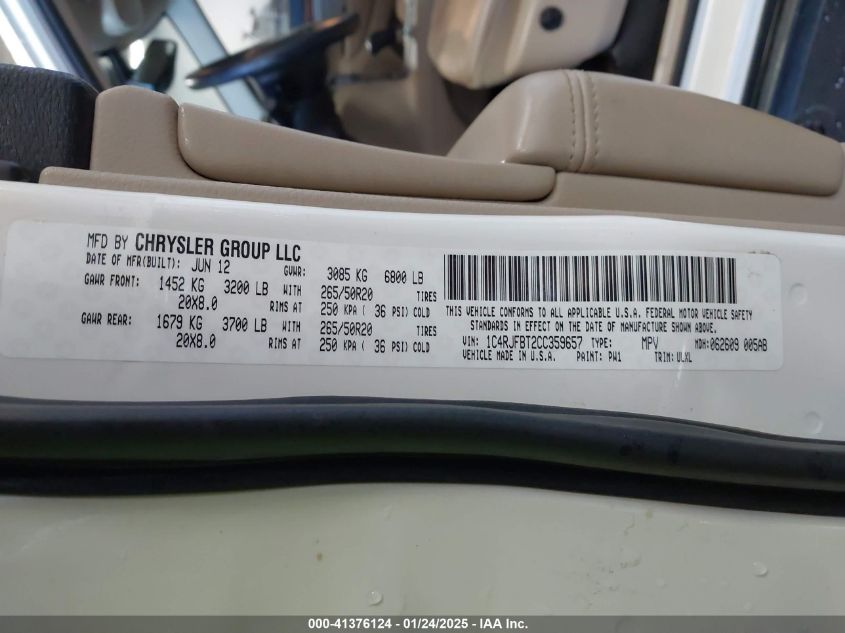 MFD BY CHRYSLER GROUP LLC
DATE OF MFR(BUILT): JUN 12 GVWR: 3085 KG 6800 LB
GAWR FRONT: 1452 KG 3200 LB WITH 265/50R20 TIRES
20X8.0 RIMS AT 250 KPA ( 36 PSI) COLD
GAWR REAR: 1679 KG 3700 LB WITH 265/50R20 TIRES
20X8.0 RIMS AT 250 KPA ( 36 PSI) COLD
THIS VEHICLE CONFORMS TO ALL APPLICABLE U.S.A. FEDERAL MOTOR VEHICLE SAFETY
STANDARDS IN EFFECT ON THE DATE OF MANUFACTURE SHOWN ABOVE.
VIN: 1C4RJFBT2CC359657 TYPE: MPV MDH:062609 005AB
VEHICLE MADE IN U.S.A. PAINT: PW1 TRIM: ULXL
000-41376124 - 01/24/2025 - IAA Inc.